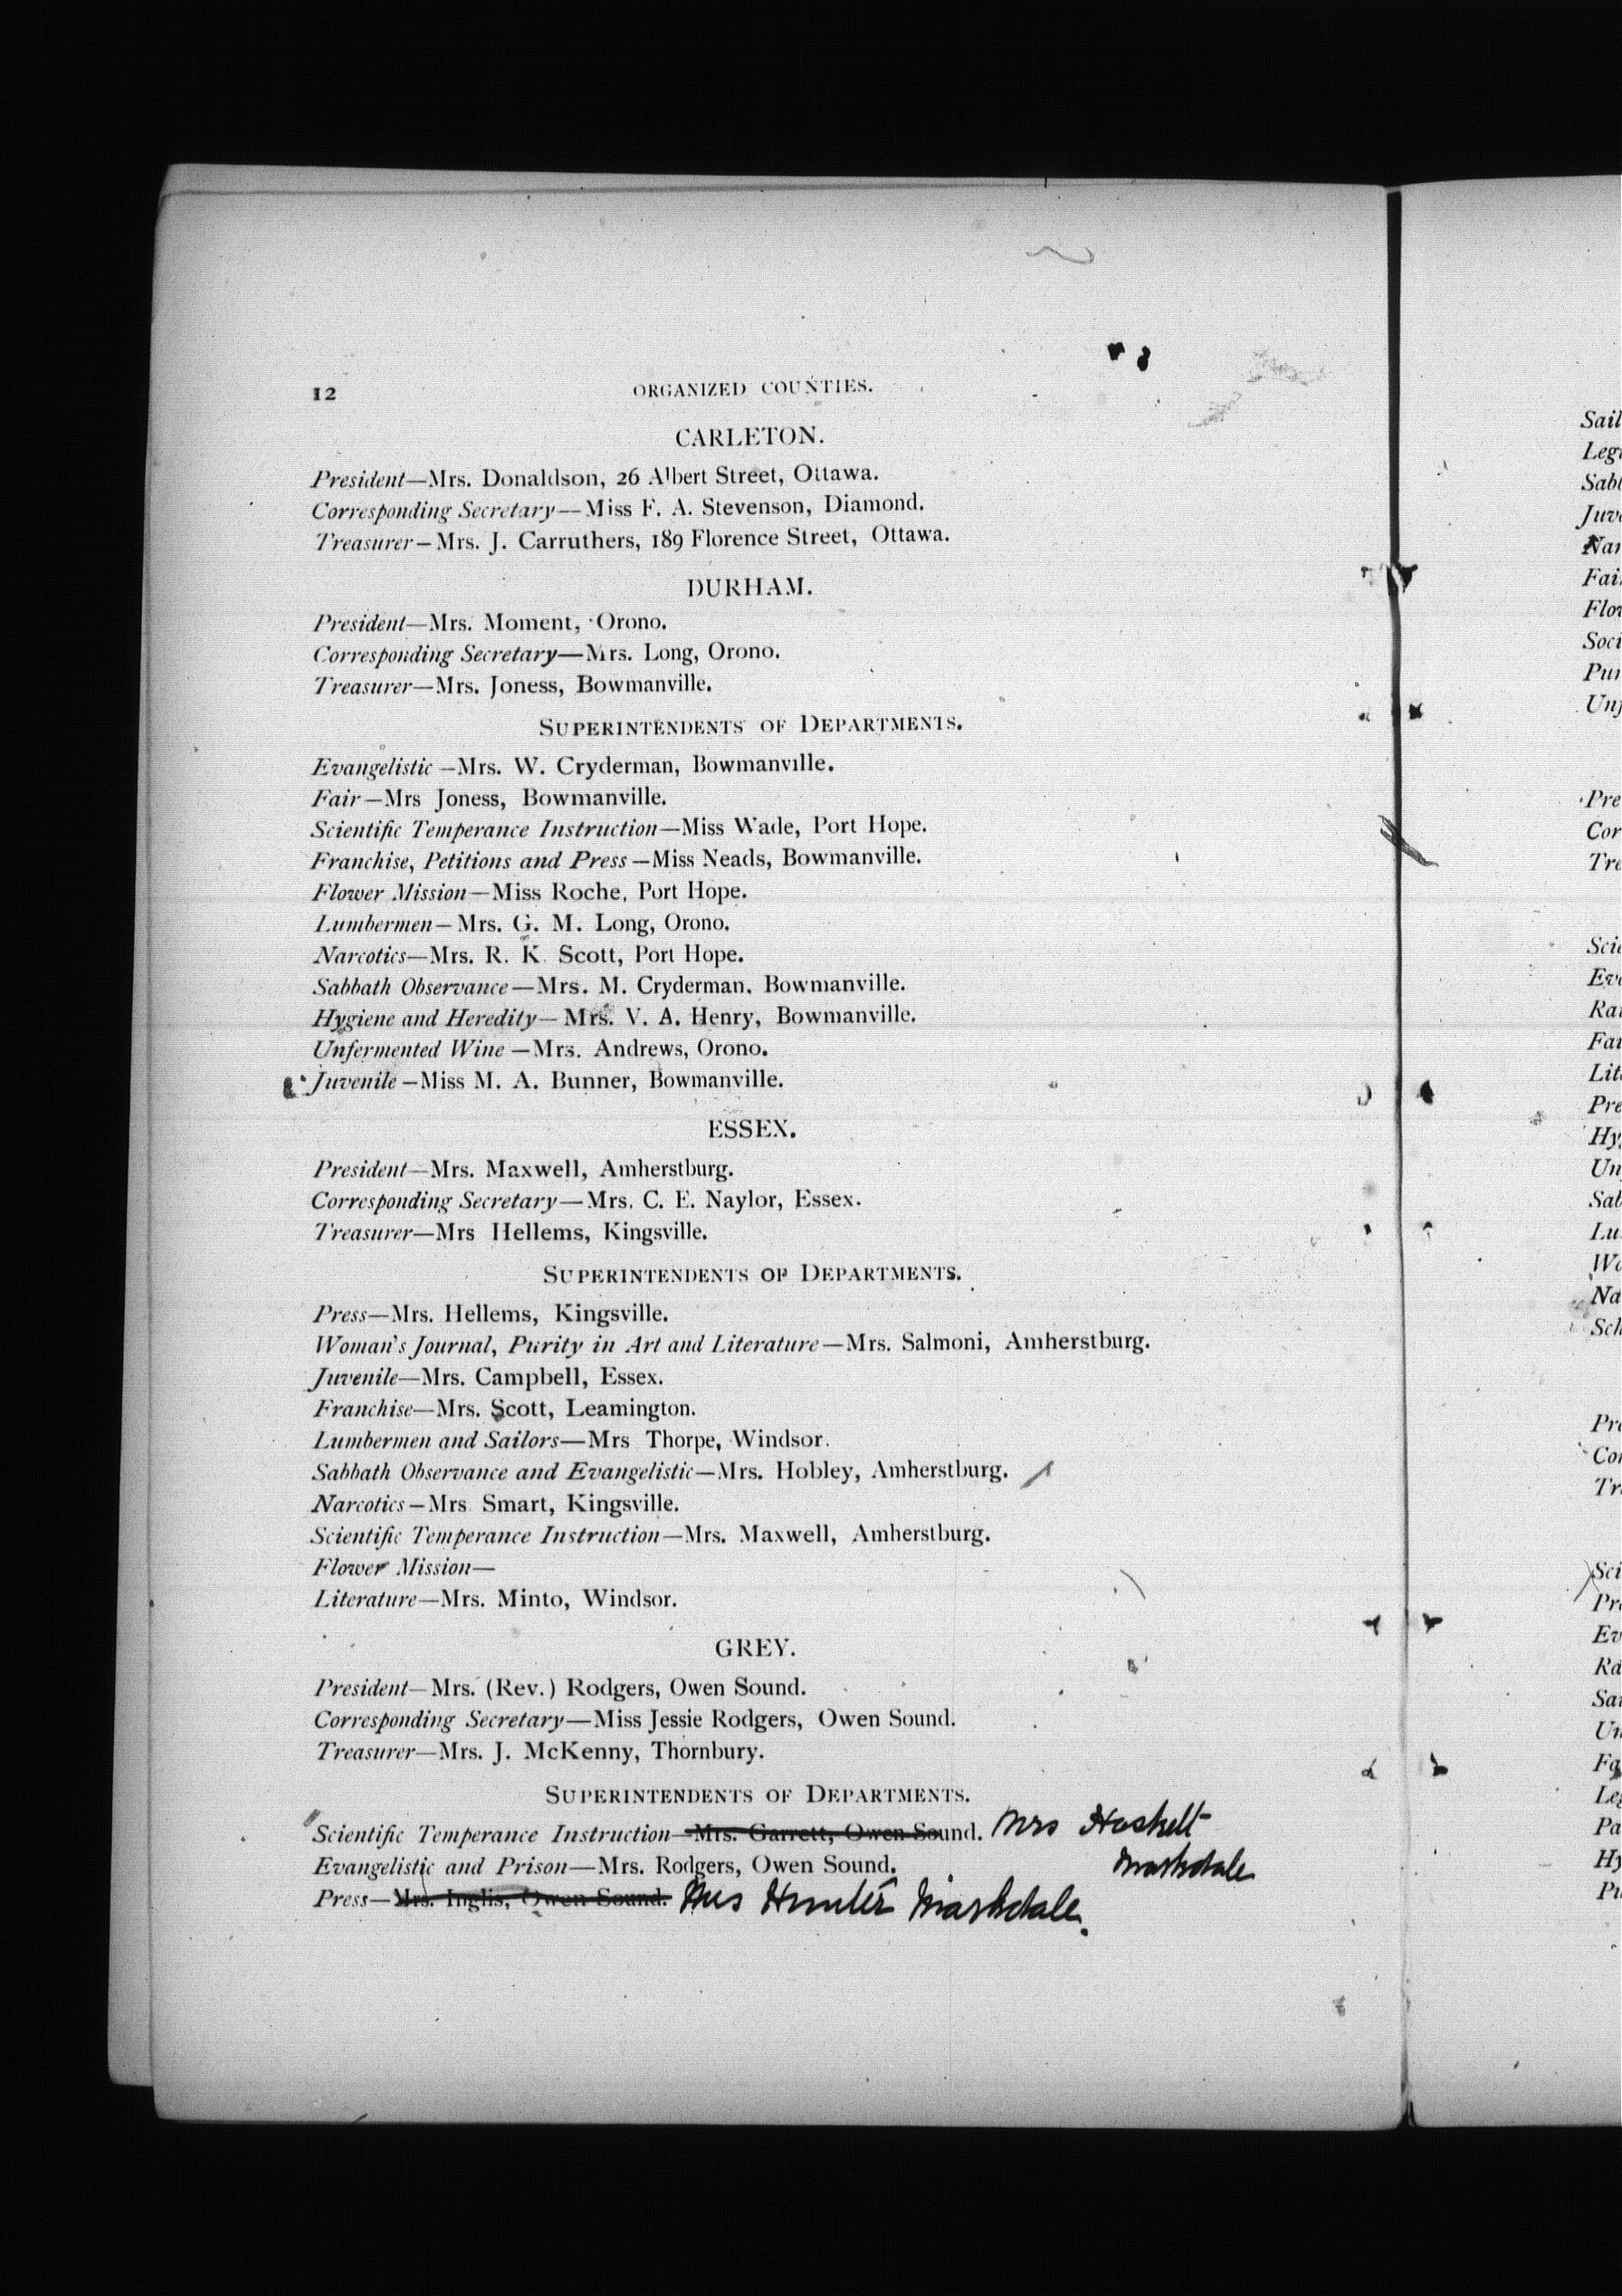 12 ORGANIZED COUNTIES.
CARLETON.
President—Mrs. Donaldson, 26 Albert Street, Ottawa.
Corresponding Secretary—Miss F. A. Stevenson, Diamond.
Treasurer—Mrs. J. Carruthers, 189 Florence Street, Ottawa.
DURHAM.
President—Mrs. Moment, Orono.
Corresponding Secretary—Mrs. Long, Orono.
Treasurer—Mrs. Joness, Bowmanville.
SUPERINTENDENTS OF DEPARTMENTS.
Evangelistic—Mrs. W. Cryderman, Bowmanville.
Fair—Mrs Joness, Bowmanville.
Scientific Temperance Instruction—Miss Wade, Port Hope.
Franchise, Petitions and Press—Miss Neads, Bowmanville.
Flower Mission—Miss Roche, Port Hope.
Lumbermen—Mrs. G. M. Long, Orono.
Narcotics—Mrs. R. K. Scott, Port Hope.
Sabbath Observance—Mrs. M. Cryderman, Bowmanville.
Hygiene and Heredity—Mrs. V. A. Henry, Bowmanville.
Unfermented Wine—Mrs. Andrews, Orono.
Juvenile—Miss M. A. Bunner, Bowmanville.
ESSEX.
President—Mrs. Maxwell, Amherstburg.
Corresponding Secretary—Mrs. C. E. Naylor, Essex.
Treasurer—Mrs Hellems, Kingsville.
SUPERINTENDENTS OF DEPARTMENTS.
Press—Mrs. Hellems, Kingsville.
Woman's Journal, Purity in Art and Literature—Mrs. Salmoni, Amherstburg.
Juvenile—Mrs. Campbell, Essex.
Franchise—Mrs. Scott, Leamington.
Lumbermen and Sailors—Mrs Thorpe, Windsor.
Sabbath Observance and Evangelistic—Mrs. Hobley, Amherstburg.
Narcotics—Mrs Smart, Kingsville.
Scientific Temperance Instruction—Mrs. Maxwell, Amherstburg.
Flower Mission—
Literature—Mrs. Minto, Windsor.
GREY.
President—Mrs. (Rev.) Rodgers, Owen Sound.
Corresponding Secretary—Miss Jessie Rodgers, Owen Sound.
Treasurer—Mrs. J. McKenny, Thornbury.
SUPERINTENDENTS OF DEPARTMENTS.
Scientific Temperance Instruction—Mrs. Garrett, Owen Sound. Mrs Haskett
Markdale
Evangelistic and Prison—Mrs. Rodgers, Owen Sound.
Press—Mrs. Inglis, Owen Sound. Mrs Hunter Markdale.